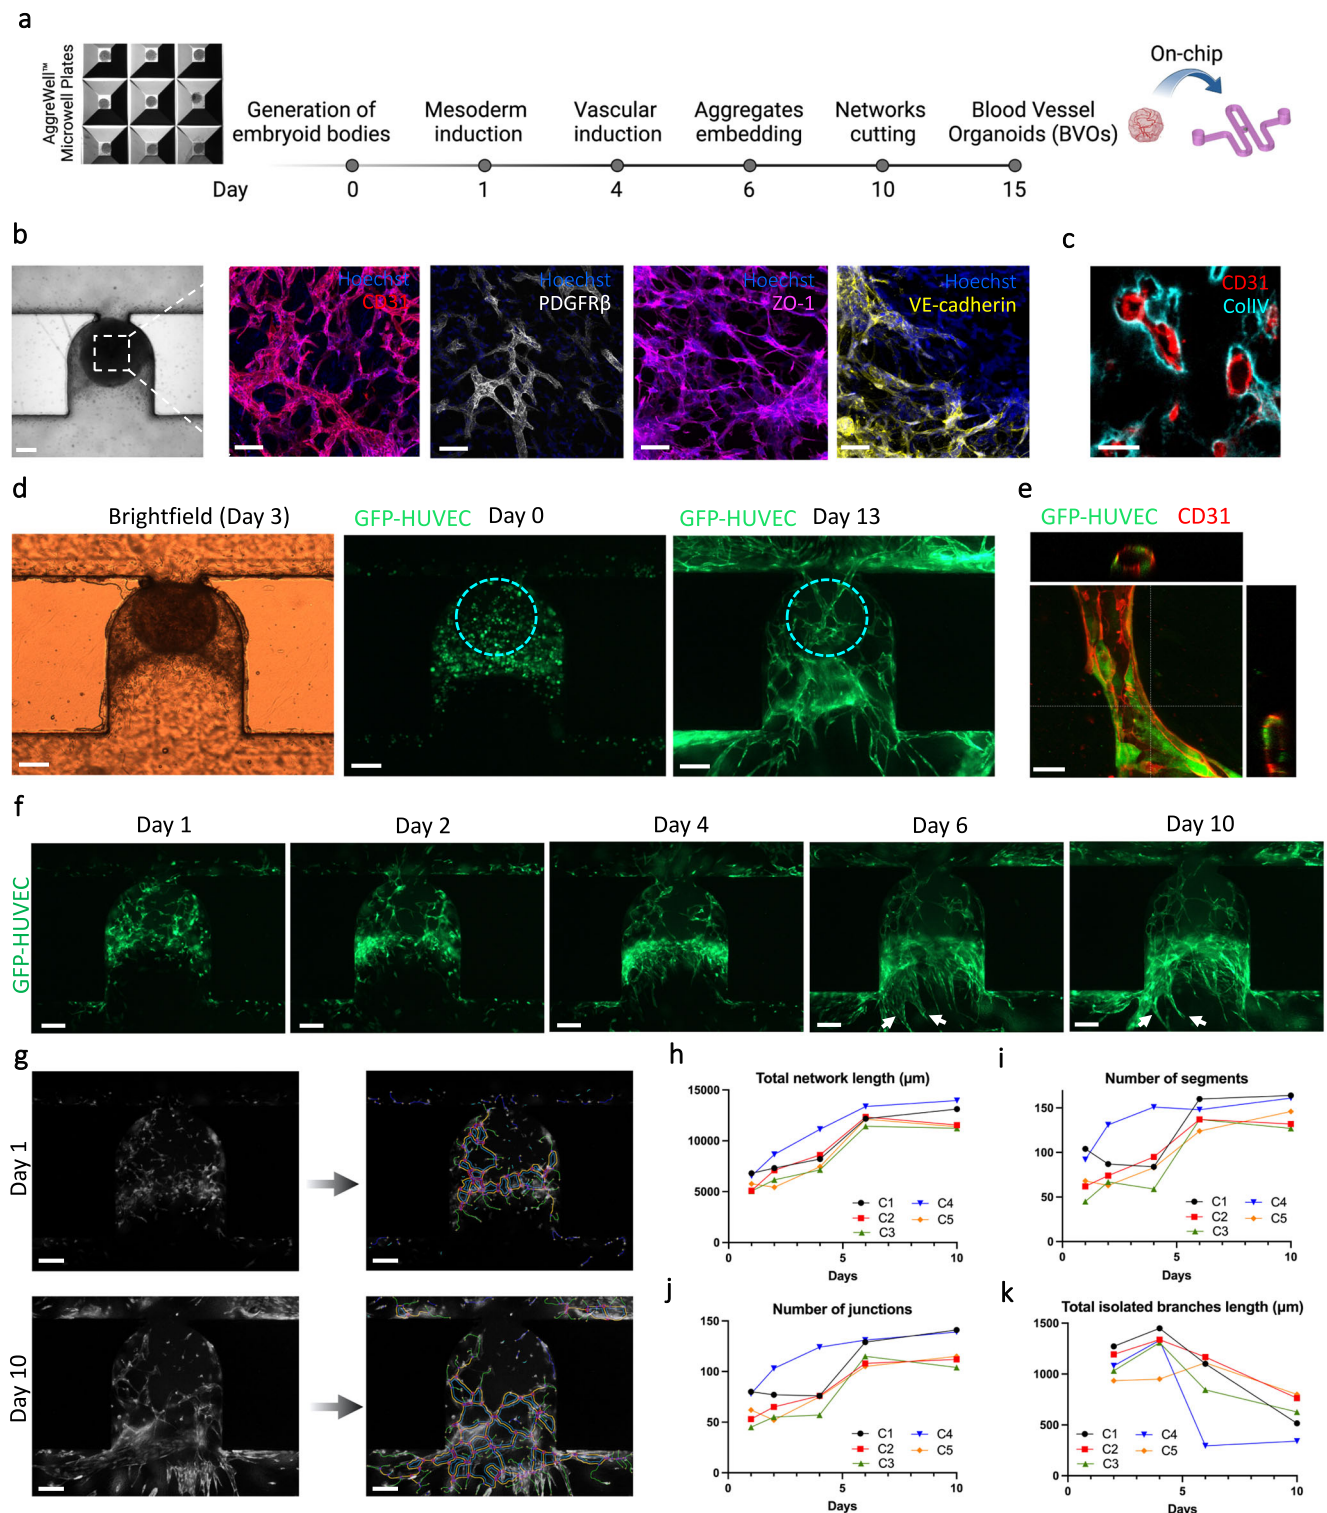 a
AggreWell™
Microwell Plates
Generation of
embryoid bodies
Mesoderm
induction
Vascular
induction
Aggregates
embedding
Networks
cutting
Blood Vessel
Organoids (BVOs)
On-chip
Day
0
1
4
6
10
15
b
Hoechst
CD31
Hoechst
PDGFRβ
Hoechst
ZO-1
Hoechst
VE-cadherin
c
CD31
ColIV
d
Brightfield (Day 3)
GFP-HUVEC Day 0
GFP-HUVEC Day 13
e
GFP-HUVEC CD31
f
Day 1
Day 2
Day 4
Day 6
Day 10
GFP-HUVEC
g
Day 1
Day 10
h
Total network length (µm)
15000
10000
5000
0
0
5
10
Days
C1
C2
C3
C4
C5
i
Number of segments
150
100
50
0
0
5
10
Days
C1
C2
C3
C4
C5
j
Number of junctions
150
100
50
0
0
5
10
Days
C1
C2
C3
C4
C5
k
Total isolated branches length (µm)
1500
1000
500
0
0
5
10
Days
C1
C2
C3
C4
C5